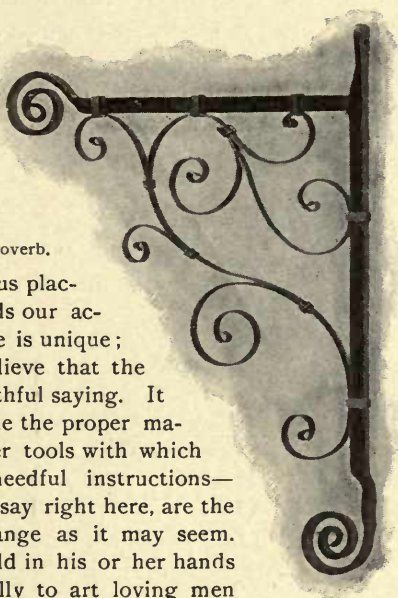 overb.
us plac-
ds our ac-
e is unique;
lieve that the
thful saying. It
e the proper ma-
er tools with which
needful instructions—
say right here, are the
ange as it may seem.
ld in his or her hands
lly to art loving men